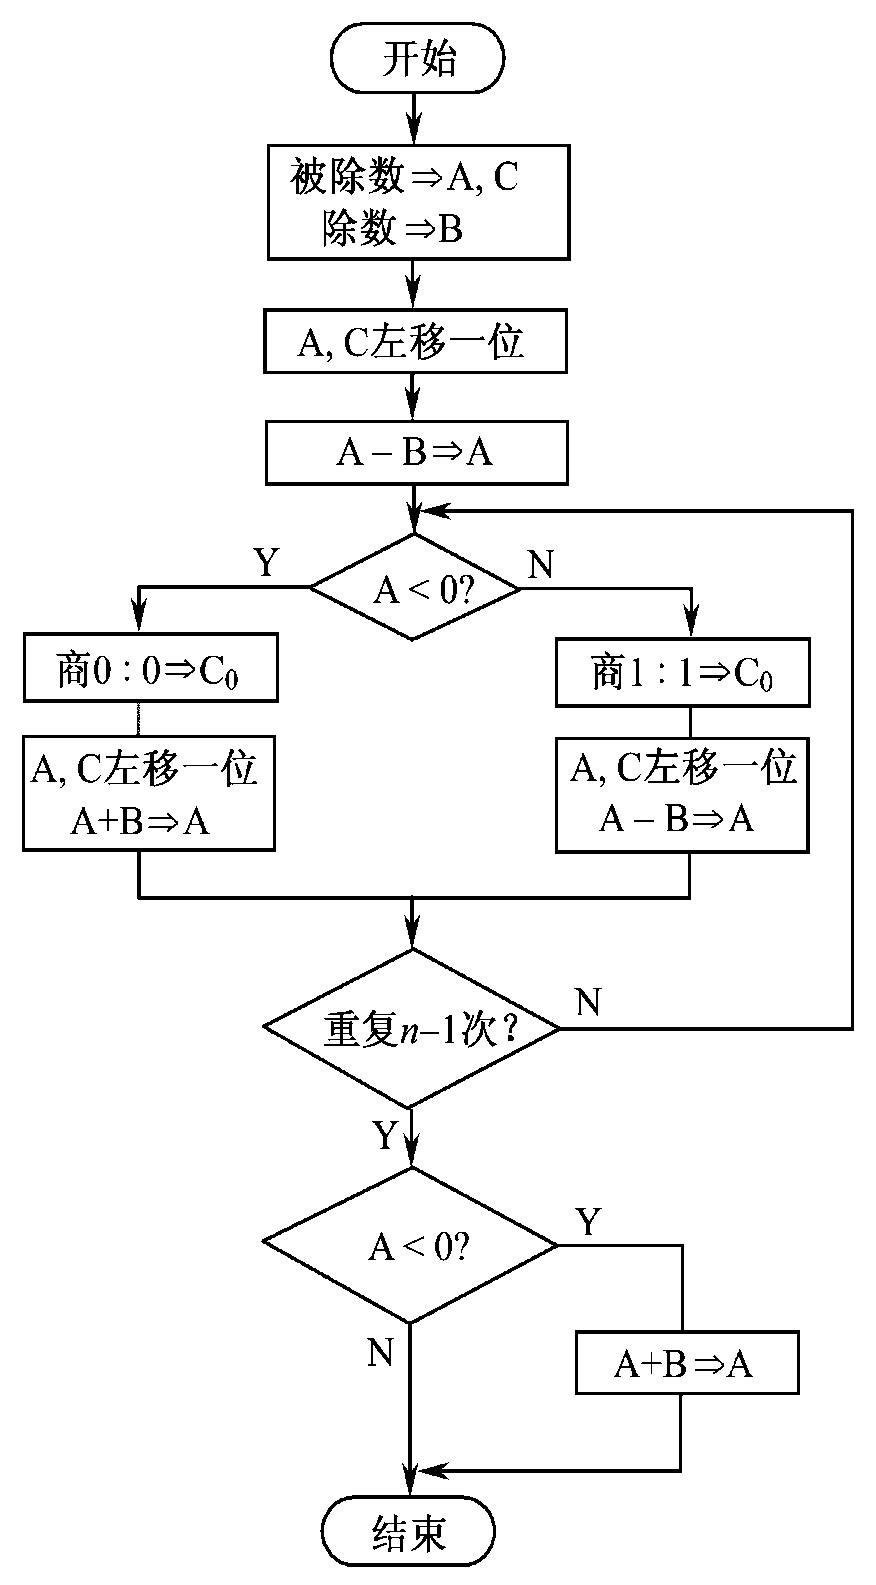 开始
被除数⇒A, C
除数⇒B
A, C左移一位
A – B⇒A
A < 0?
Y
N
商0 : 0⇒C₀
商1 : 1⇒C₀
A, C左移一位
A+B⇒A
A, C左移一位
A – B⇒A
重复n–1次?
N
Y
A < 0?
Y
N
A+B⇒A
结束